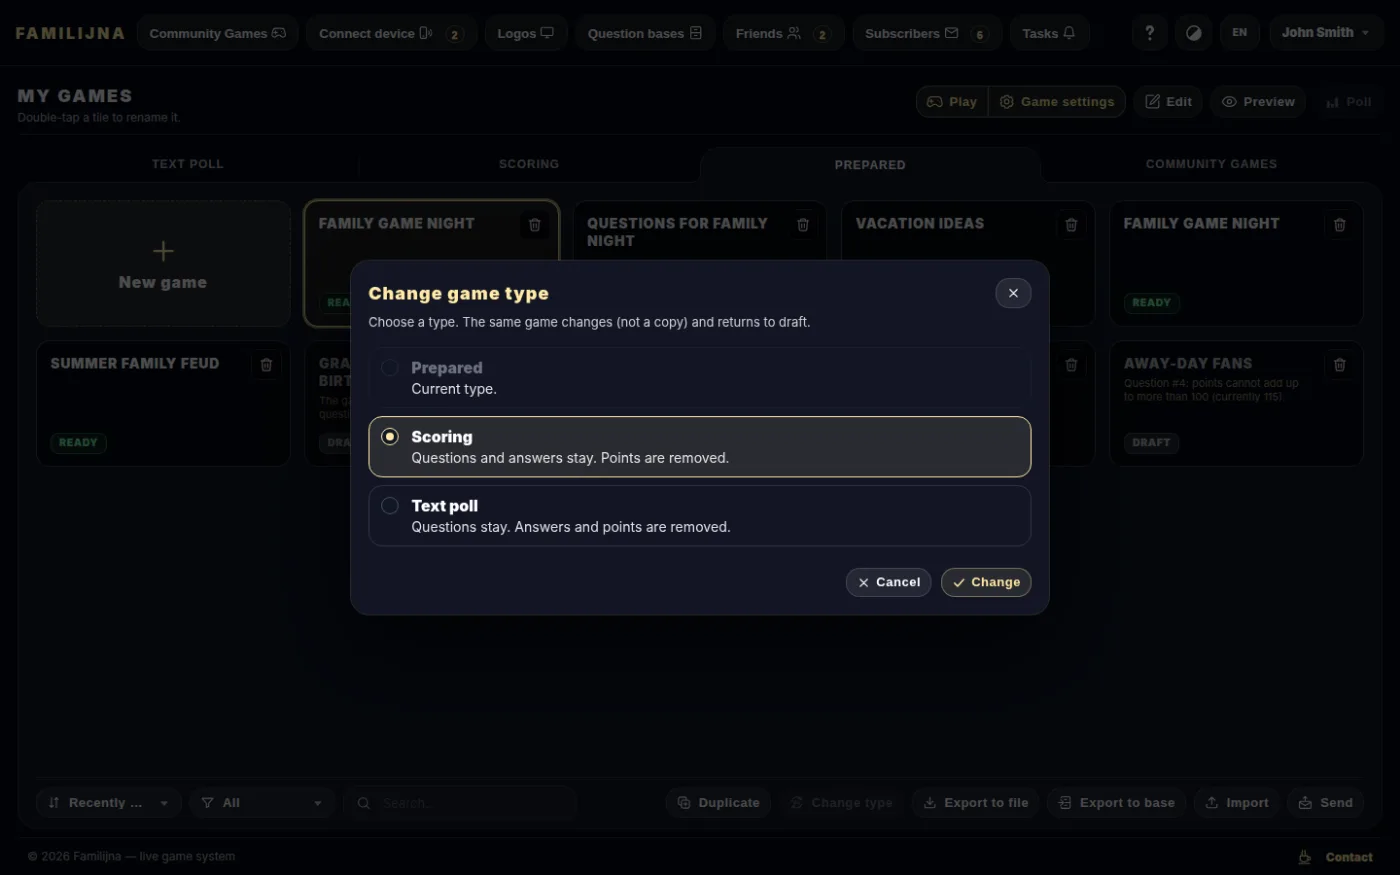 FAMILIJNA
Community Games
Connect device 2
Logos
Question bases
Friends 2
Subscribers 6
Tasks
?
EN
John Smith
MY GAMES
Double-tap a tile to rename it.
Play
Game settings
Edit
Preview
Poll
TEXT POLL
SCORING
PREPARED
COMMUNITY GAMES
New game
FAMILY GAME NIGHT
QUESTIONS FOR FAMILY
NIGHT
VACATION IDEAS
FAMILY GAME NIGHT
READY
Change game type
Choose a type. The same game changes (not a copy) and returns to draft.
Prepared
Current type.
Scoring
Questions and answers stay. Points are removed.
Text poll
Questions stay. Answers and points are removed.
Cancel
Change
SUMMER FAMILY FEUD
READY
AWAY-DAY FANS
Question #4: points cannot add up
to more than 100 (currently 115).
DRAFT
Recently ...
All
Search...
Duplicate
Change type
Export to file
Export to base
Import
Send
© 2026 Familijna — live game system
Contact